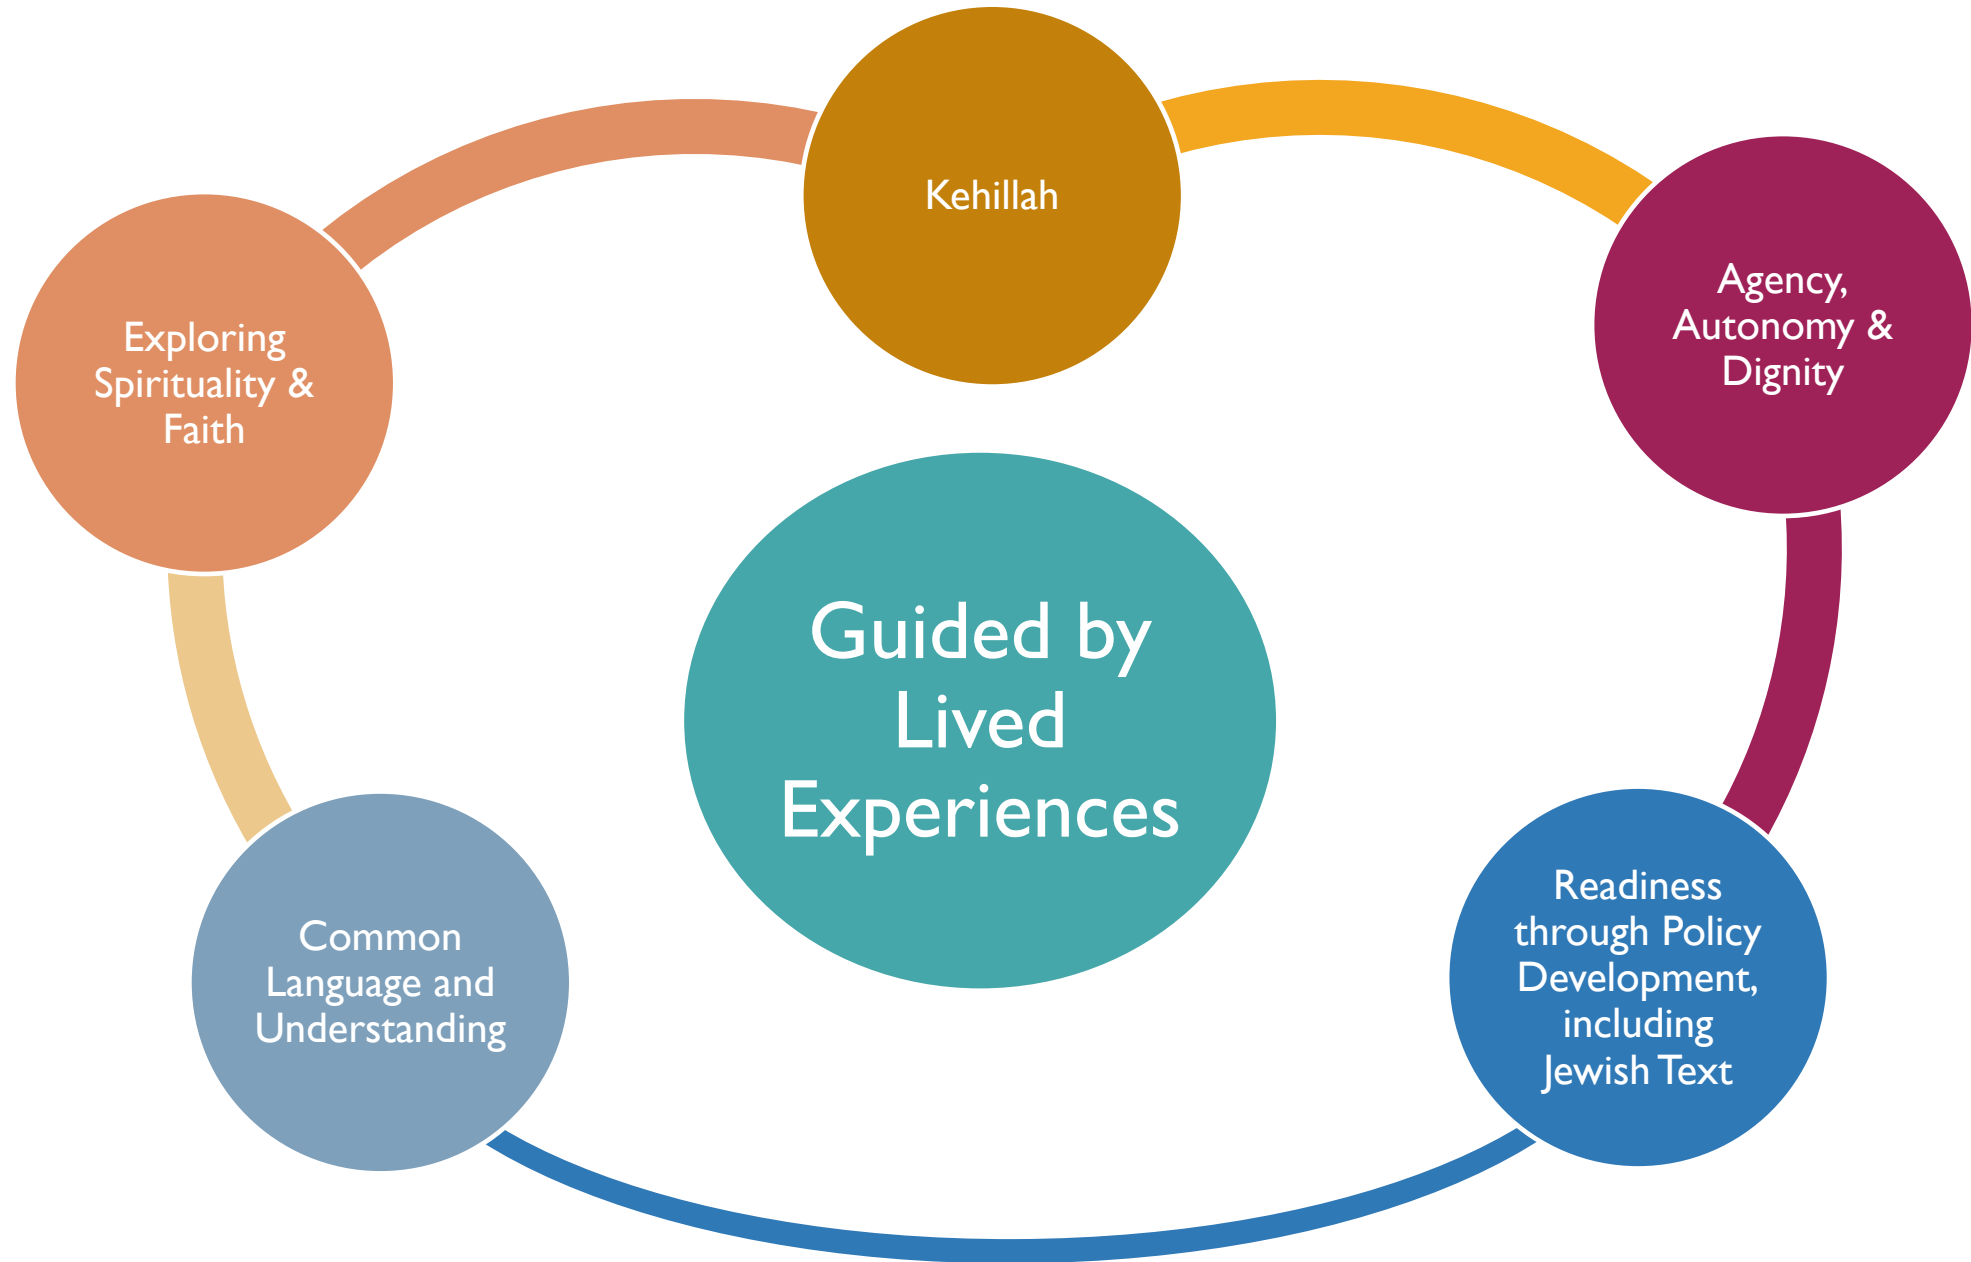 Kehillah
Agency,
Autonomy &
Dignity
Readiness
through Policy
Development,
including
Jewish Text
Common
Language and
Understanding
Exploring
Spirituality &
Faith
Guided by
Lived
Experiences